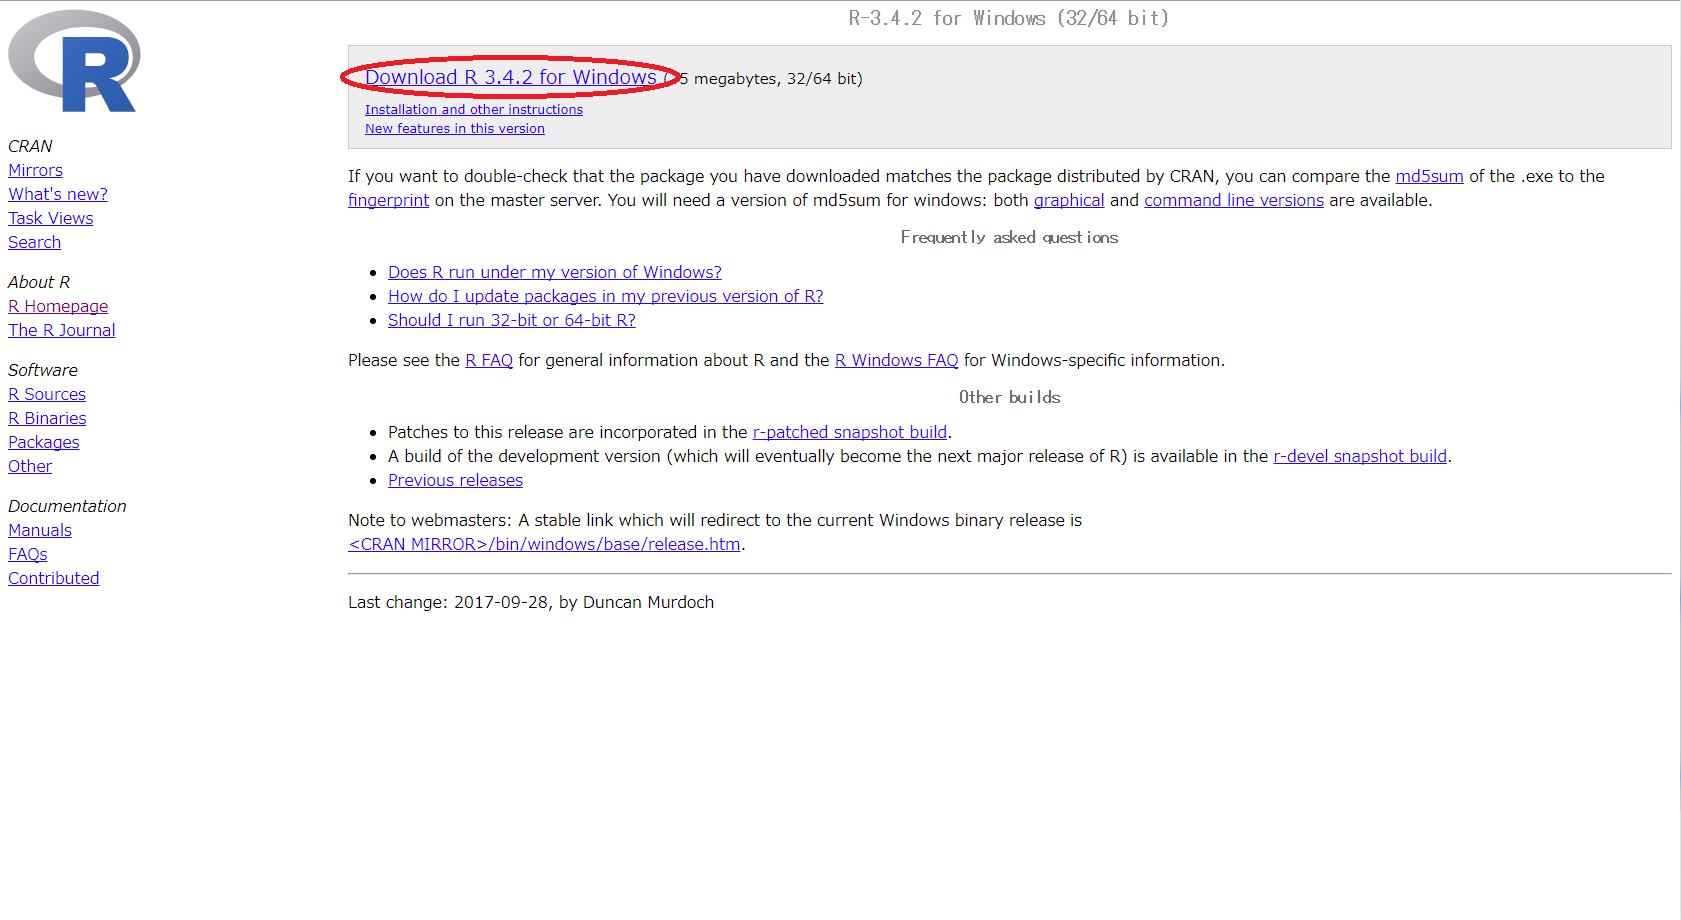 R-3.4.2 for Windows (32/64 bit)
Download R 3.4.2 for Windows (5 megabytes, 32/64 bit)
Installation and other instructions
New features in this version
If you want to double-check that the package you have downloaded matches the package distributed by CRAN, you can compare the md5sum of the .exe to the
fingerprint on the master server. You will need a version of md5sum for windows: both graphical and command line versions are available.
Frequently asked questions
Does R run under my version of Windows?
How do I update packages in my previous version of R?
Should I run 32-bit or 64-bit R?
Please see the R FAQ for general information about R and the R Windows FAQ for Windows-specific information.
Other builds
Patches to this release are incorporated in the r-patched snapshot build.
A build of the development version (which will eventually become the next major release of R) is available in the r-devel snapshot build.
Previous releases
Note to webmasters: A stable link which will redirect to the current Windows binary release is
<CRAN MIRROR>/bin/windows/base/release.htm.
Last change: 2017-09-28, by Duncan Murdoch
R
CRAN
Mirrors
What's new?
Task Views
Search
About R
R Homepage
The R Journal
Software
R Sources
R Binaries
Packages
Other
Documentation
Manuals
FAQs
Contributed